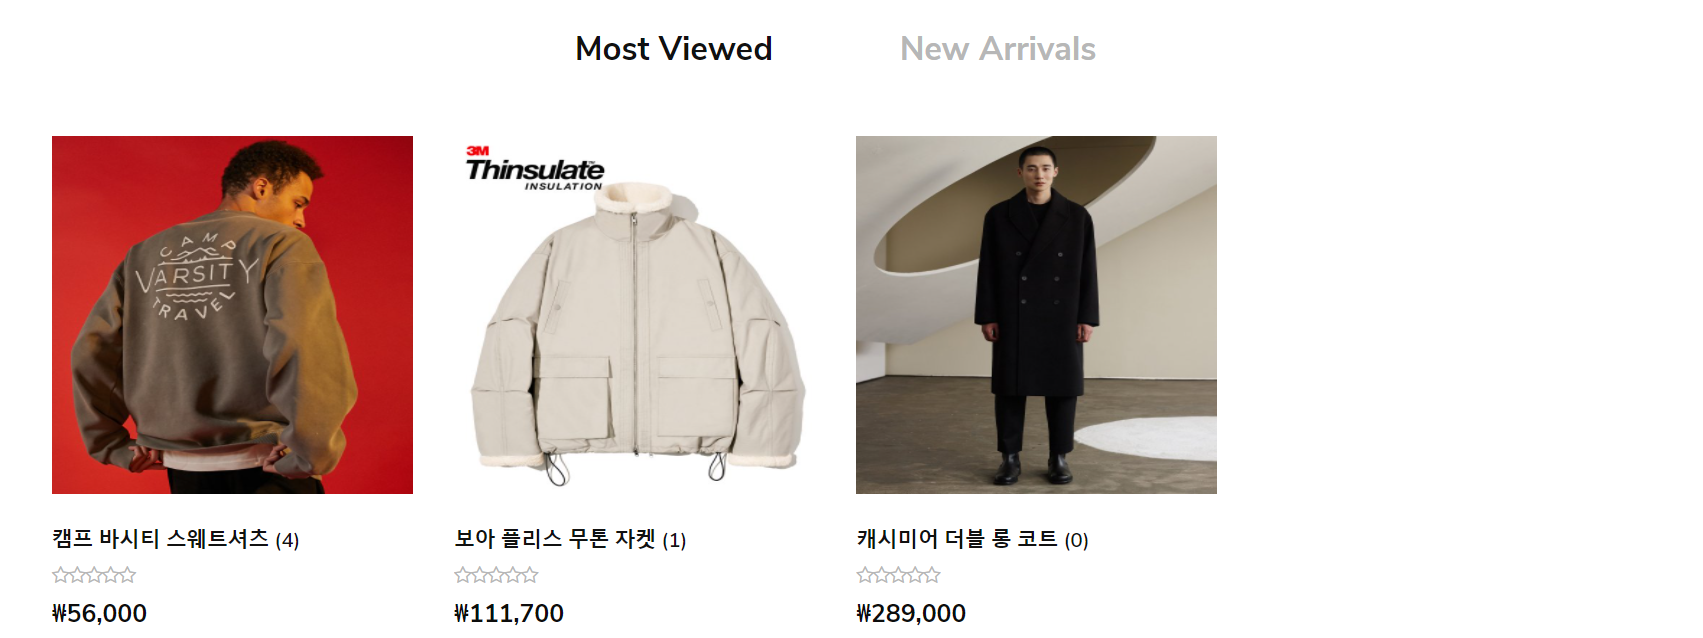 Most Viewed
New Arrivals
CAMP
VARSITY
TRAVEL
3M
Thinsulate™
INSULATION
캠프 바시티 스웨트셔츠 (4)
₩56,000
보아 플리스 무톤 자켓 (1)
₩111,700
캐시미어 더블 롱 코트 (0)
₩289,000